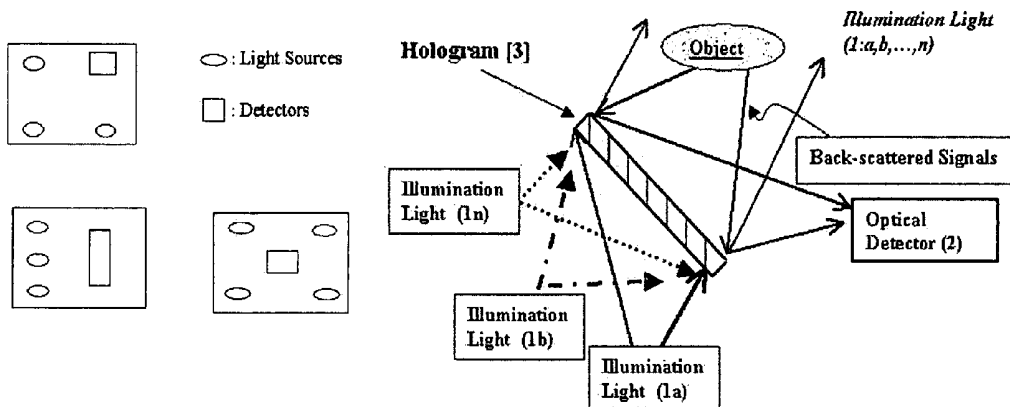 : Light Sources
: Detectors
Hologram [3]
Object
Illumination Light
(1:a,b,...,n)
Back-scattered Signals
Illumination
Light (1n)
Optical
Detector (2)
Illumination
Light (1b)
Illumination
Light (1a)